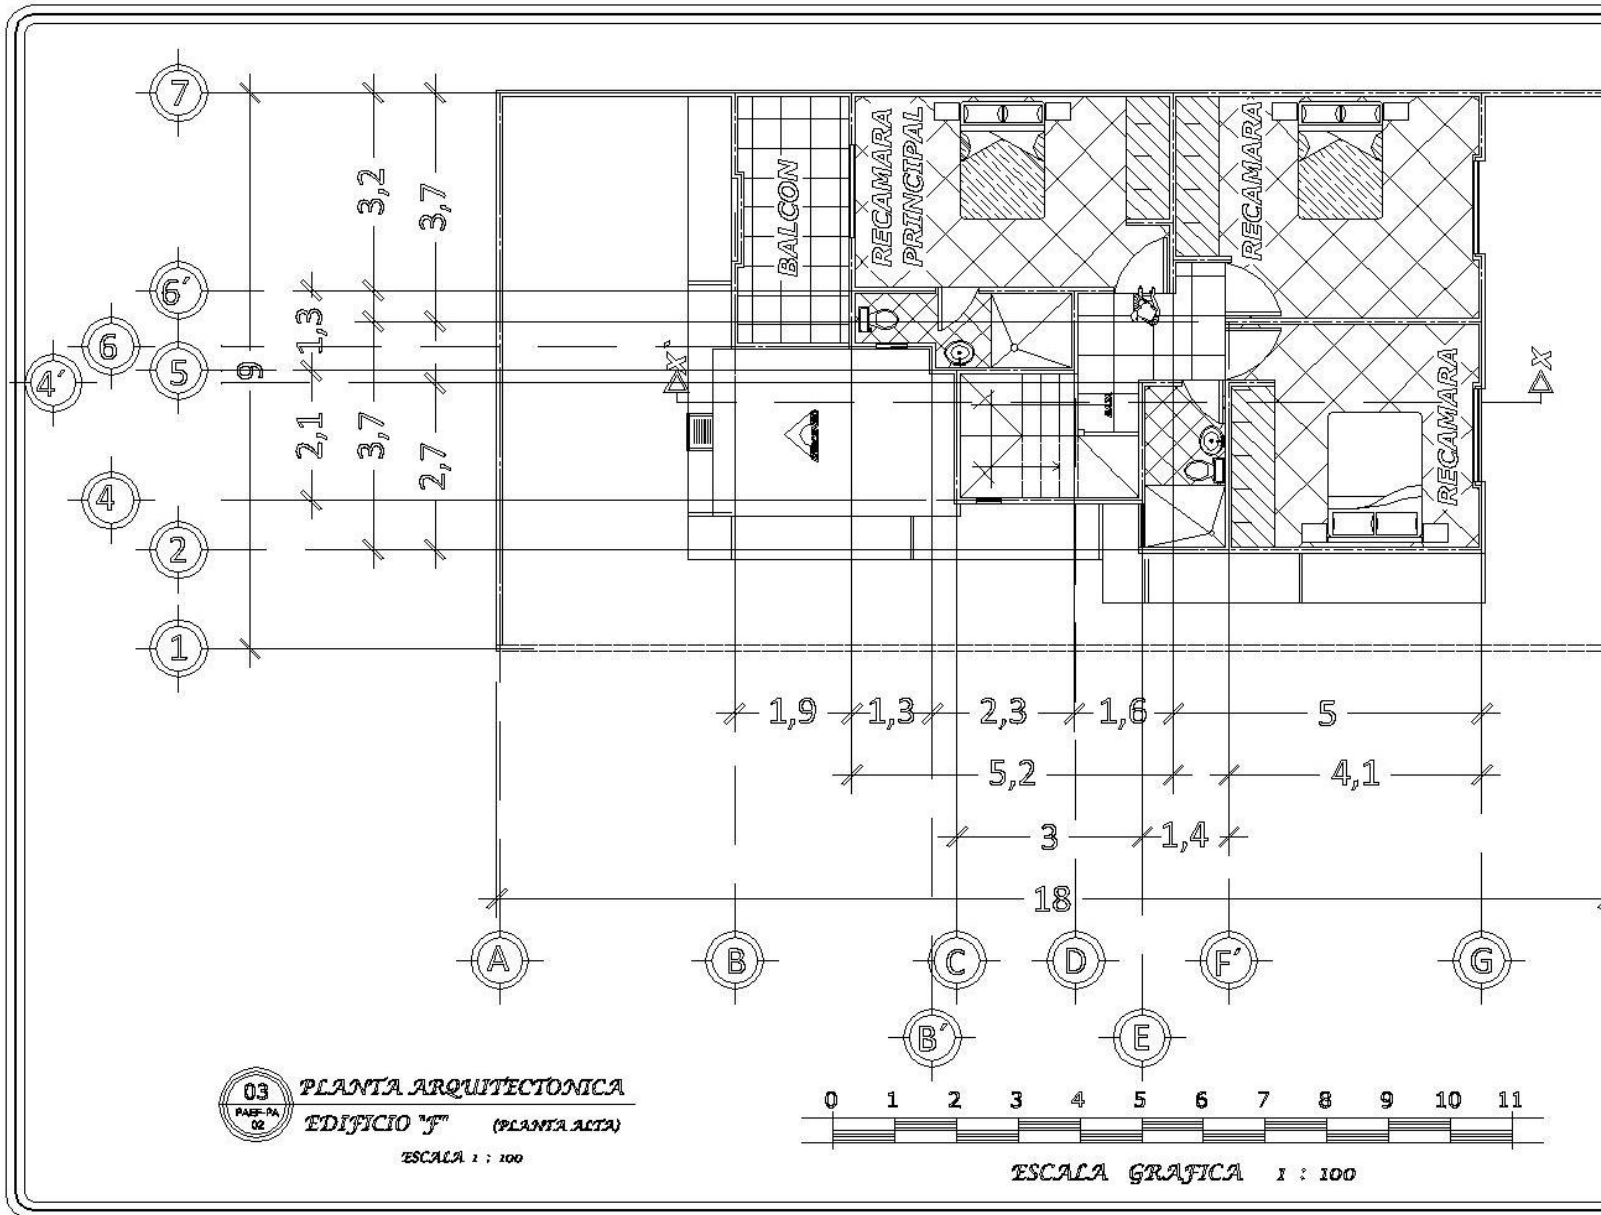 7
3,2
3,7
BALCON
RECAMARA
PRINCIPAL
RECAMARA
6´
1,3
6
5
9
4´
X´
X
2,1
3,7
2,7
RECAMARA
4
2
1
1,9
1,3
2,3
1,6
5
5,2
4,1
3
1,4
18
A
B
C
D
F´
G
B´
E
03
PAEF-PA
02
PLANTA ARQUITECTONICA
EDIFICIO "F" (PLANTA ALTA)
ESCALA 1 : 100
0 1 2 3 4 5 6 7 8 9 10 11
ESCALA GRAFICA 1 : 100